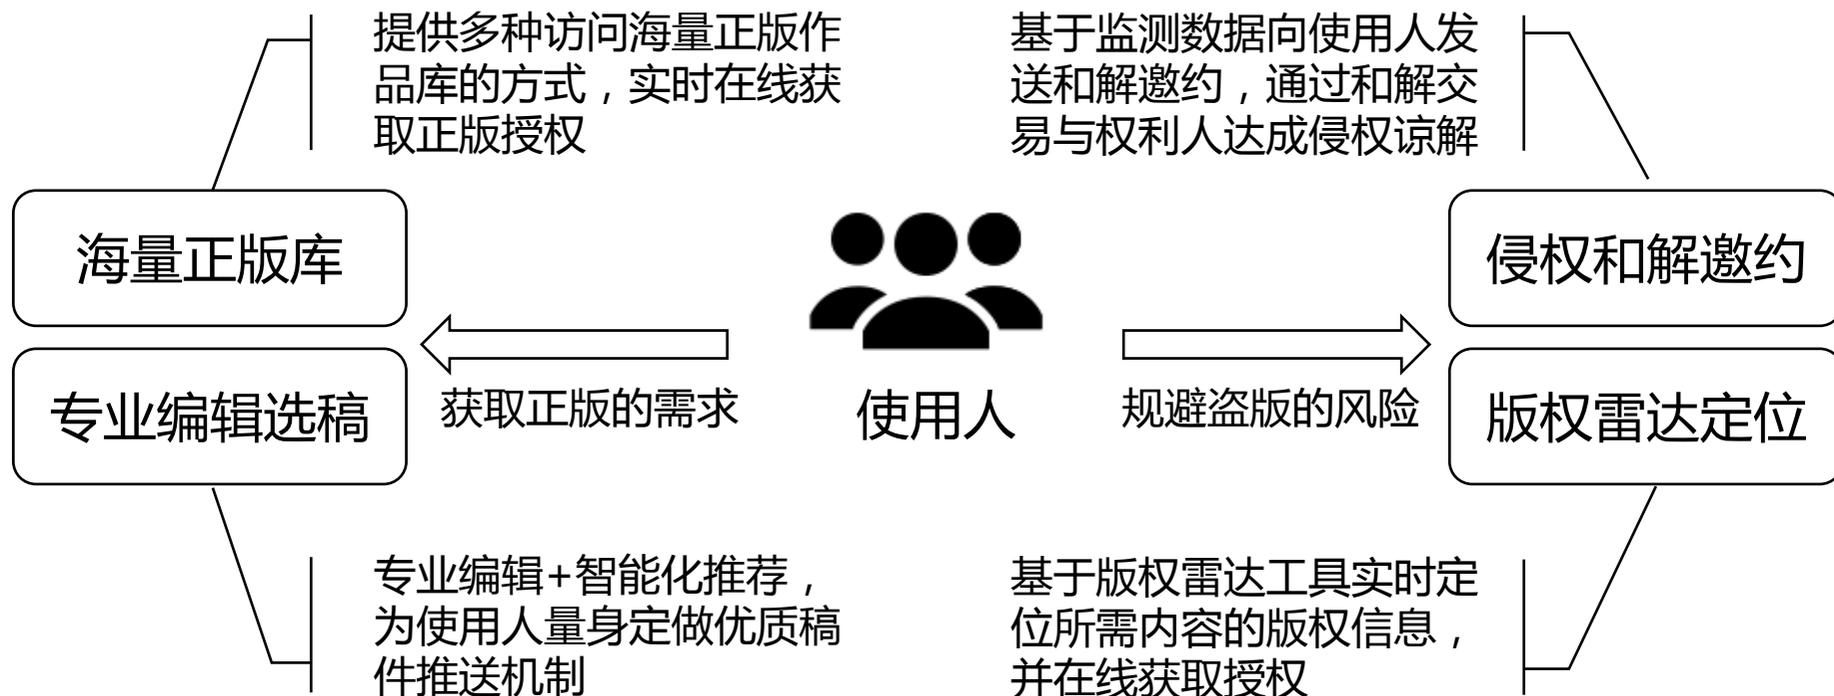 提供多种访问海量正版作
品库的方式，实时在线获
取正版授权
基于监测数据向使用人发
送和解邀约，通过和解交
易与权利人达成侵权谅解
海量正版库
侵权和解邀约
专业编辑选稿
获取正版的需求
使用人
规避盗版的风险
版权雷达定位
专业编辑+智能化推荐，
为使用人量身定做优质稿
件推送机制
基于版权雷达工具实时定
位所需内容的版权信息，
并在线获取授权